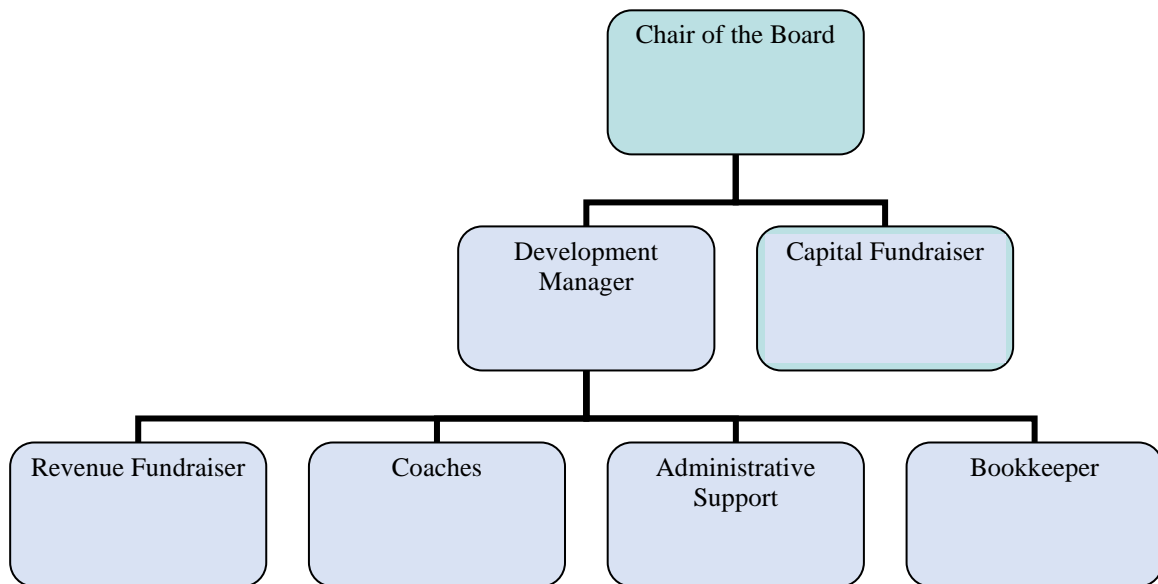 Chair of the Board
Development
Manager
Capital Fundraiser
Revenue Fundraiser
Coaches
Administrative
Support
Bookkeeper